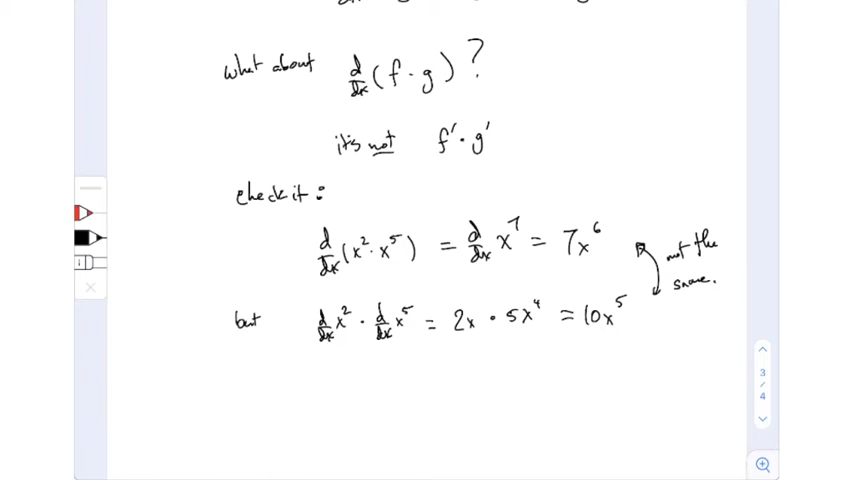 what about d/dx (f · g) ?
it's not f' · g'
check it :
d/dx (x² · x⁵) = d/dx x⁷ = 7x⁶
not the
same.
but d/dx x² · d/dx x⁵ = 2x · 5x⁴ = 10x⁵
3
/
4